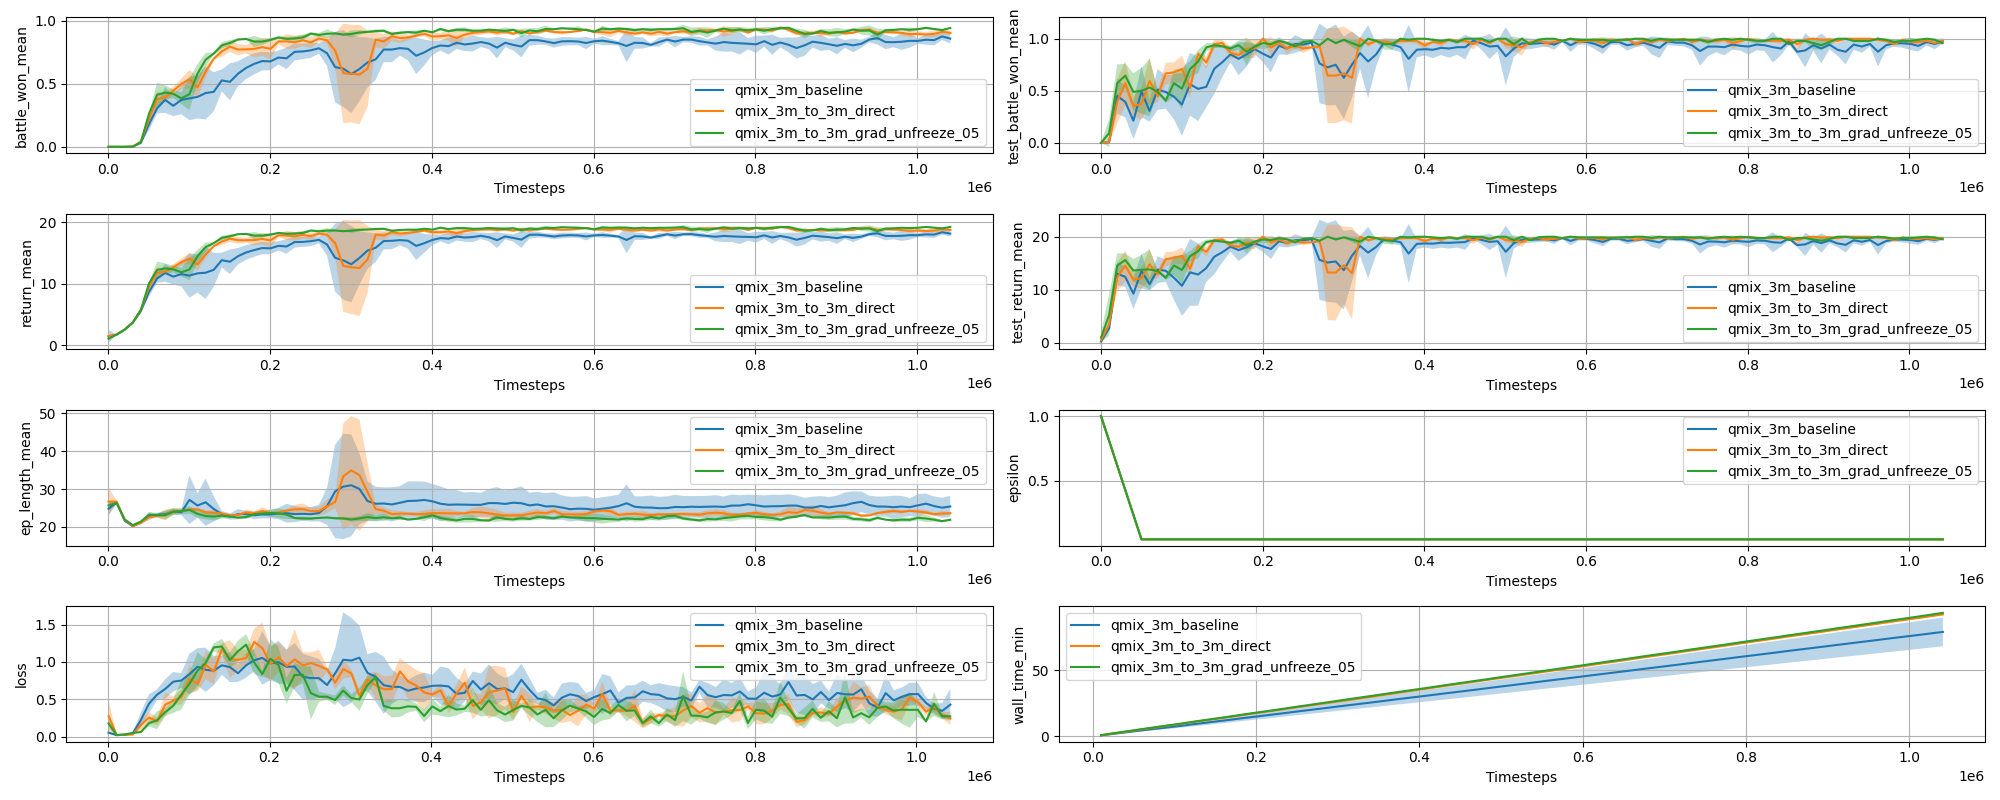 battle_won_mean
1.0
0.5
0.0
qmix_3m_baseline
qmix_3m_to_3m_direct
qmix_3m_to_3m_grad_unfreeze_05
0.0 0.2 0.4 0.6 0.8 1.0
Timesteps
1e6
test_battle_won_mean
1.0
0.5
0.0
qmix_3m_baseline
qmix_3m_to_3m_direct
qmix_3m_to_3m_grad_unfreeze_05
0.0 0.2 0.4 0.6 0.8 1.0
Timesteps
1e6
return_mean
20
10
0
qmix_3m_baseline
qmix_3m_to_3m_direct
qmix_3m_to_3m_grad_unfreeze_05
0.0 0.2 0.4 0.6 0.8 1.0
Timesteps
1e6
test_return_mean
20
10
0
qmix_3m_baseline
qmix_3m_to_3m_direct
qmix_3m_to_3m_grad_unfreeze_05
0.0 0.2 0.4 0.6 0.8 1.0
Timesteps
1e6
ep_length_mean
50
40
30
20
qmix_3m_baseline
qmix_3m_to_3m_direct
qmix_3m_to_3m_grad_unfreeze_05
0.0 0.2 0.4 0.6 0.8 1.0
Timesteps
1e6
epsilon
1.0
0.5
qmix_3m_baseline
qmix_3m_to_3m_direct
qmix_3m_to_3m_grad_unfreeze_05
0.0 0.2 0.4 0.6 0.8 1.0
Timesteps
1e6
loss
1.5
1.0
0.5
0.0
qmix_3m_baseline
qmix_3m_to_3m_direct
qmix_3m_to_3m_grad_unfreeze_05
0.0 0.2 0.4 0.6 0.8 1.0
Timesteps
1e6
wall_time_min
50
0
qmix_3m_baseline
qmix_3m_to_3m_direct
qmix_3m_to_3m_grad_unfreeze_05
0.0 0.2 0.4 0.6 0.8 1.0
Timesteps
1e6